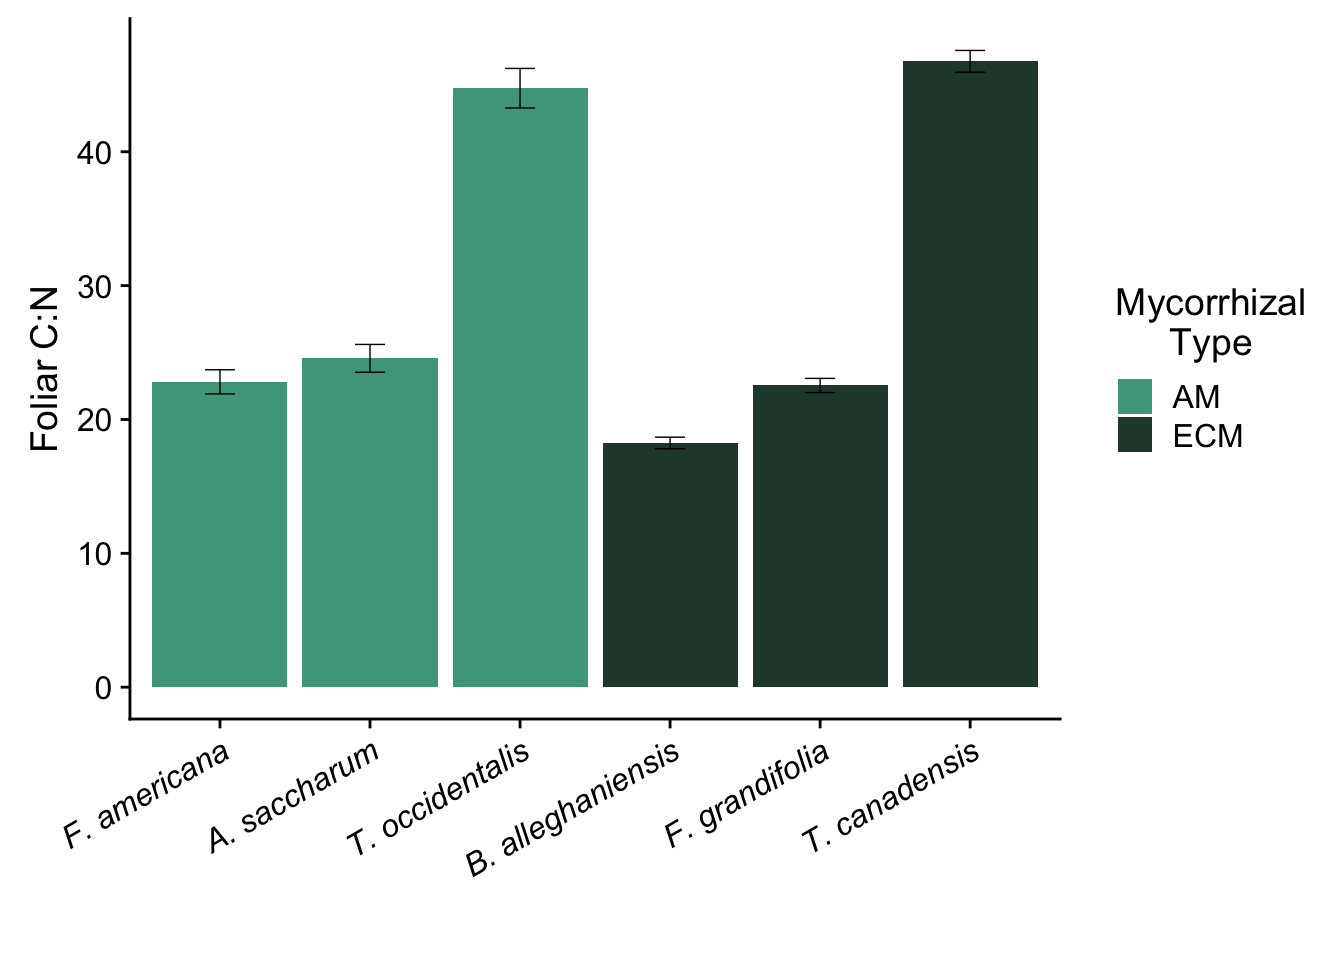 Foliar C:N
40
30
20
10
0
F. americana
A. saccharum
T. occidentalis
B. alleghaniensis
F. grandifolia
T. canadensis
Mycorrhizal
Type
AM
ECM